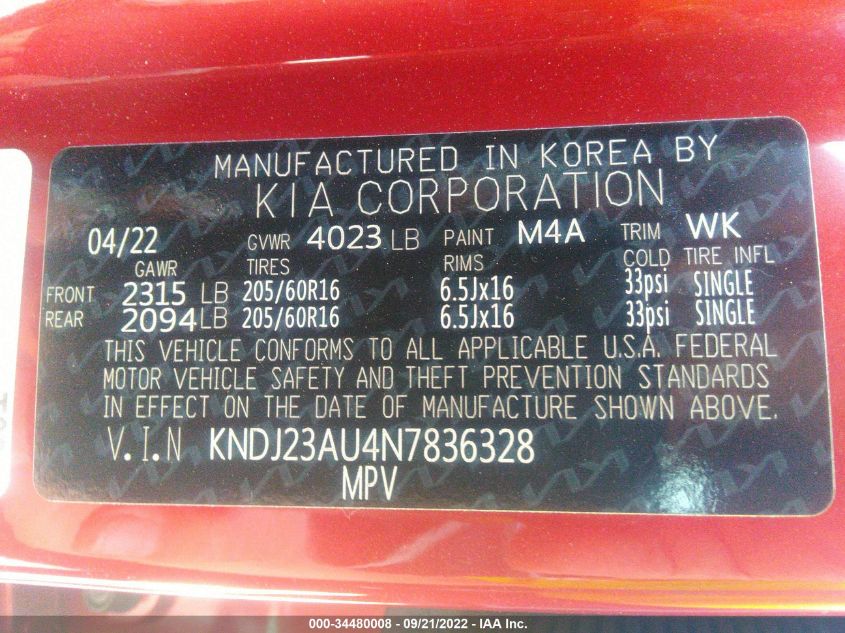 MANUFACTURED IN KOREA BY
KIA CORPORATION
04/22 GVWR 4023 LB PAINT M4A TRIM WK
GAWR TIRES RIMS COLD TIRE INFL
FRONT 2315 LB 205/60R16 6.5Jx16 33psi SINGLE
REAR 2094 LB 205/60R16 6.5Jx16 33psi SINGLE
THIS VEHICLE CONFORMS TO ALL APPLICABLE U.S.A. FEDERAL
MOTOR VEHICLE SAFETY AND THEFT PREVENTION STANDARDS
IN EFFECT ON THE DATE OF MANUFACTURE SHOWN ABOVE.
V.I.N KNDJ23AU4N7836328
MPV
000-34480008 - 09/21/2022 - IAA Inc.